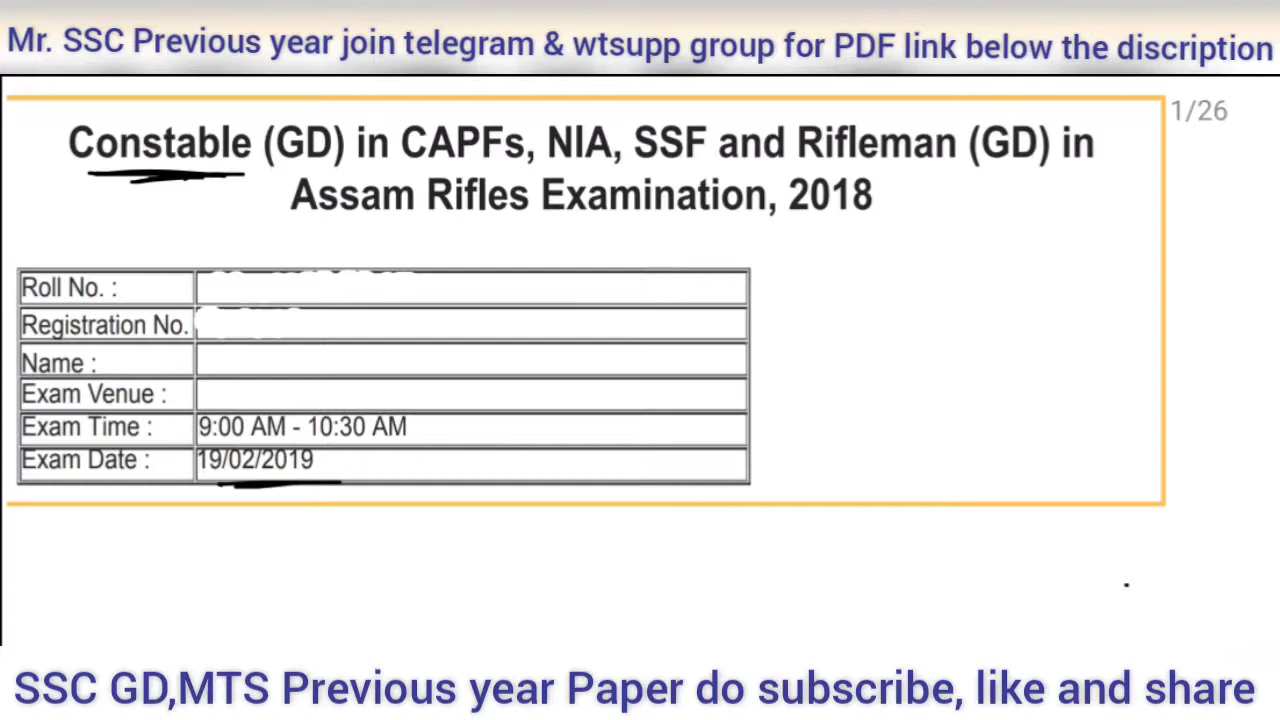 Mr. SSC Previous year join telegram & wtsupp group for PDF link below the discription
1/26
Constable (GD) in CAPFs, NIA, SSF and Rifleman (GD) in
Assam Rifles Examination, 2018
Roll No. :
Registration No.
Name :
Exam Venue :
Exam Time : 9:00 AM - 10:30 AM
Exam Date : 19/02/2019
SSC GD,MTS Previous year Paper do subscribe, like and share